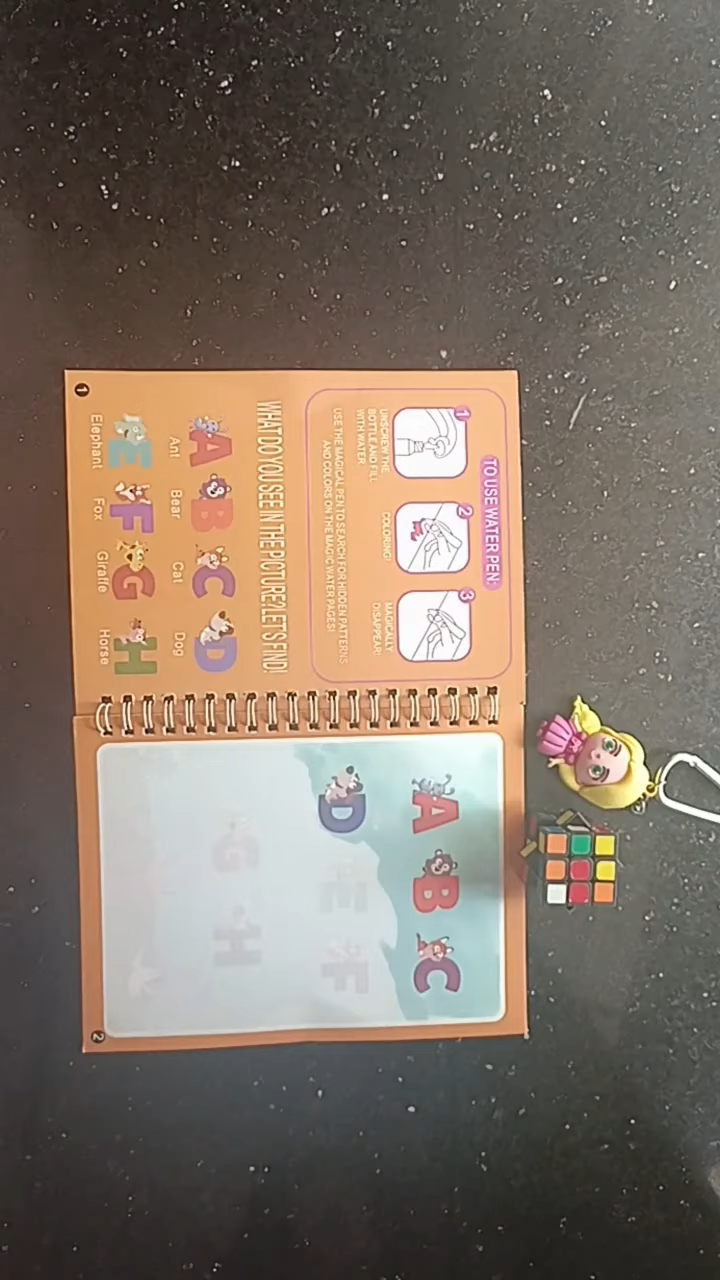 TO USE WATER PEN:
1
2
3
UNSCREW THE
BOTTLE AND FILL
WITH WATER
COLORING!
MAGICALLY
DISAPPEAR!
USE THE MAGICAL PEN TO SEARCH FOR HIDDEN PATTERNS
AND COLORS ON THE MAGIC WATER PAGES!
WHAT DO YOU SEE IN THE PICTURE?LET'S FIND!
A B C D
Ant Bear Cat Dog
E F G H
Elephant Fox Giraffe Horse
1
A B C
D E F
G H
2